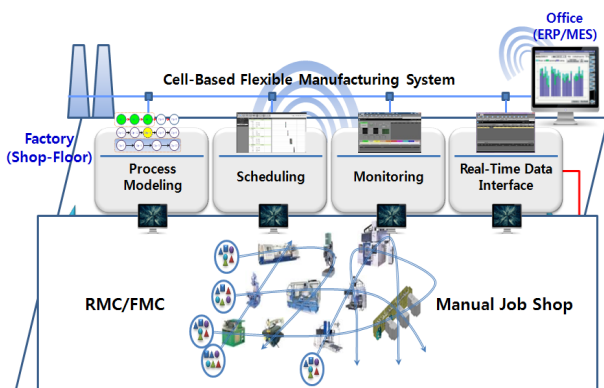 Office
(ERP/MES)
Cell-Based Flexible Manufacturing System
Factory
(Shop-Floor)
Process
Modeling
Scheduling
Monitoring
Real-Time Data
Interface
RMC/FMC
Manual Job Shop